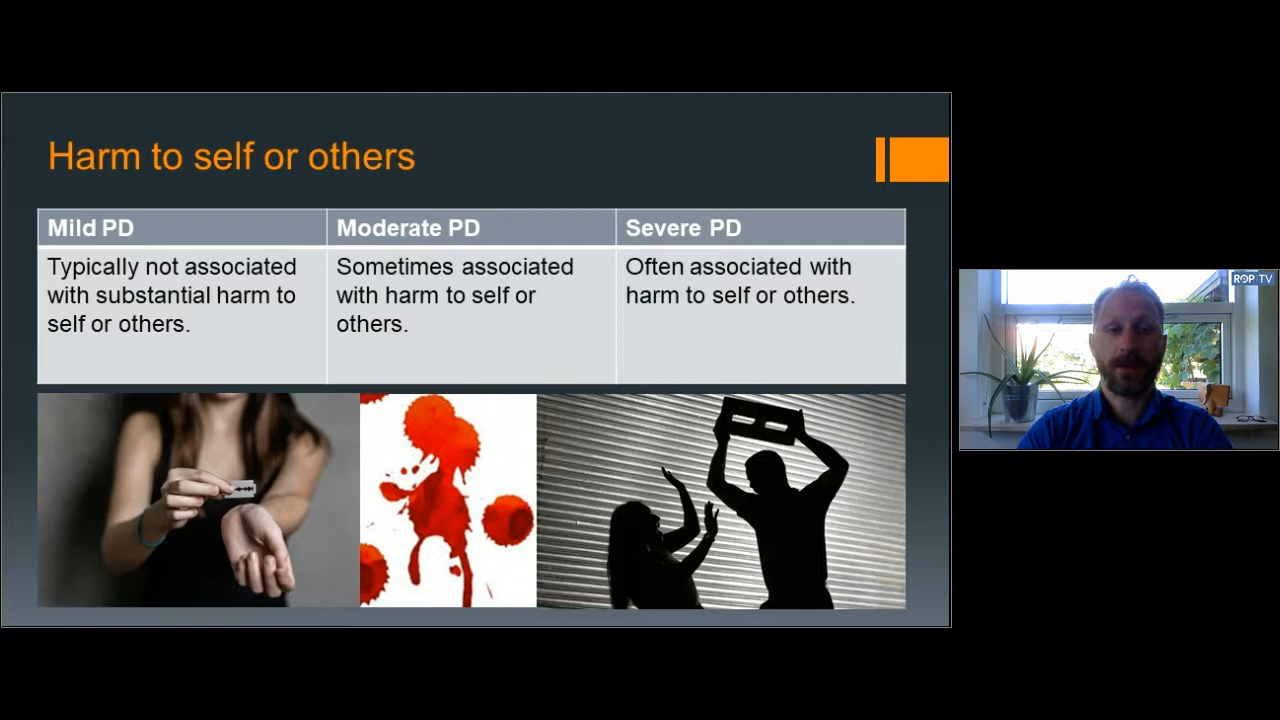 Harm to self or others
Mild PD
Moderate PD
Severe PD
Typically not associated
with substantial harm to
self or others.
Sometimes associated
with harm to self or
others.
Often associated with
harm to self or others.
ROP TV